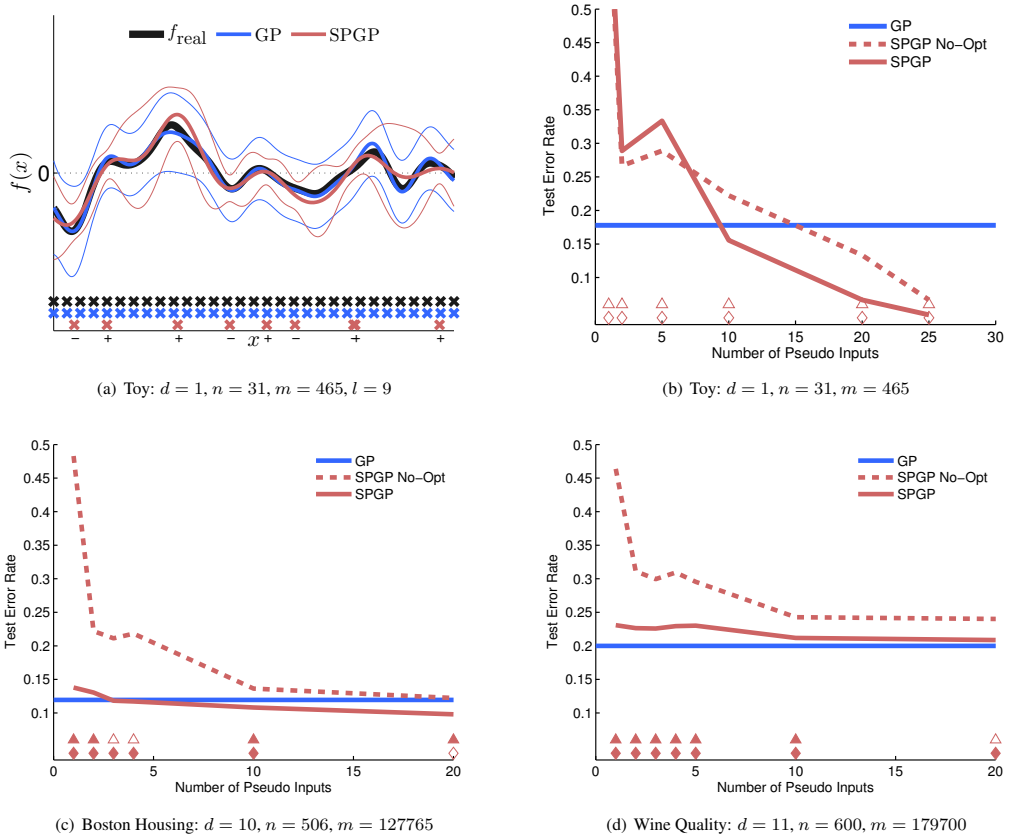 f_real GP SPGP
f(x)
0
− + + − + − + +
x
(a) Toy: d = 1, n = 31, m = 465, l = 9
0.5
0.45
0.4
0.35
0.3
0.25
0.2
0.15
0.1
Test Error Rate
GP
SPGP No−Opt
SPGP
0 5 10 15 20 25 30
Number of Pseudo Inputs
(b) Toy: d = 1, n = 31, m = 465
0.5
0.45
0.4
0.35
0.3
0.25
0.2
0.15
0.1
Test Error Rate
GP
SPGP No−Opt
SPGP
0 5 10 15 20
Number of Pseudo Inputs
(c) Boston Housing: d = 10, n = 506, m = 127765
0.5
0.45
0.4
0.35
0.3
0.25
0.2
0.15
0.1
Test Error Rate
GP
SPGP No−Opt
SPGP
0 5 10 15 20
Number of Pseudo Inputs
(d) Wine Quality: d = 11, n = 600, m = 179700